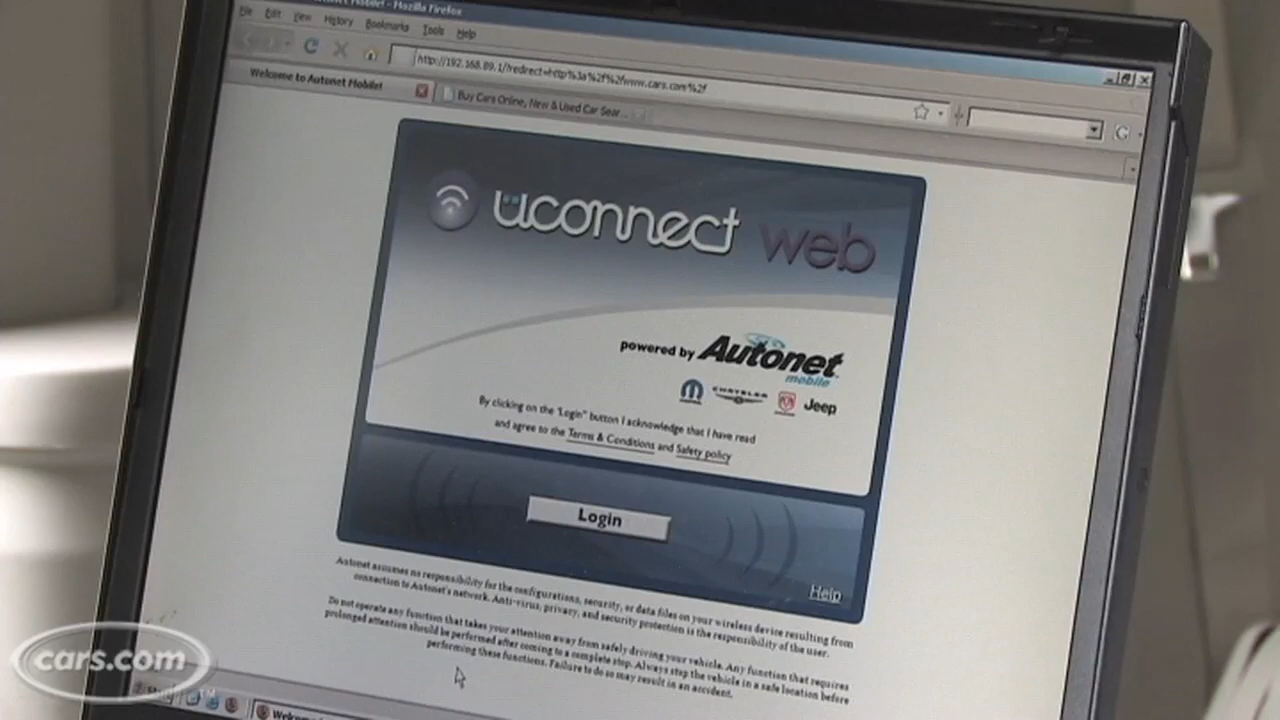 Mobile! - Mozilla Firefox
File Edit View History Bookmarks Tools Help
http://192.168.89.1/?redirect=http%3a%2f%2fwww.cars.com%2f
Welcome to Autonet Mobile!
Buy Cars Online, New & Used Car Sear...
uconnect web
powered by Autonet
mobile
CHRYSLER Jeep
By clicking on the "Login" button I acknowledge that I have read
and agree to the Terms & Conditions and Safety policy
Login
Help
Autonet assumes no responsibility for the configurations, security, or data files on your wireless device resulting from
connection to Autonet's network. Anti-virus, privacy, and security protection is the responsibility of the user.
Do not operate any function that takes your attention away from safely driving your vehicle. Any function that requires
prolonged attention should be performed after coming to a complete stop. Always stop the vehicle in a safe location before
performing these functions. Failure to do so may result in an accident.
cars.com